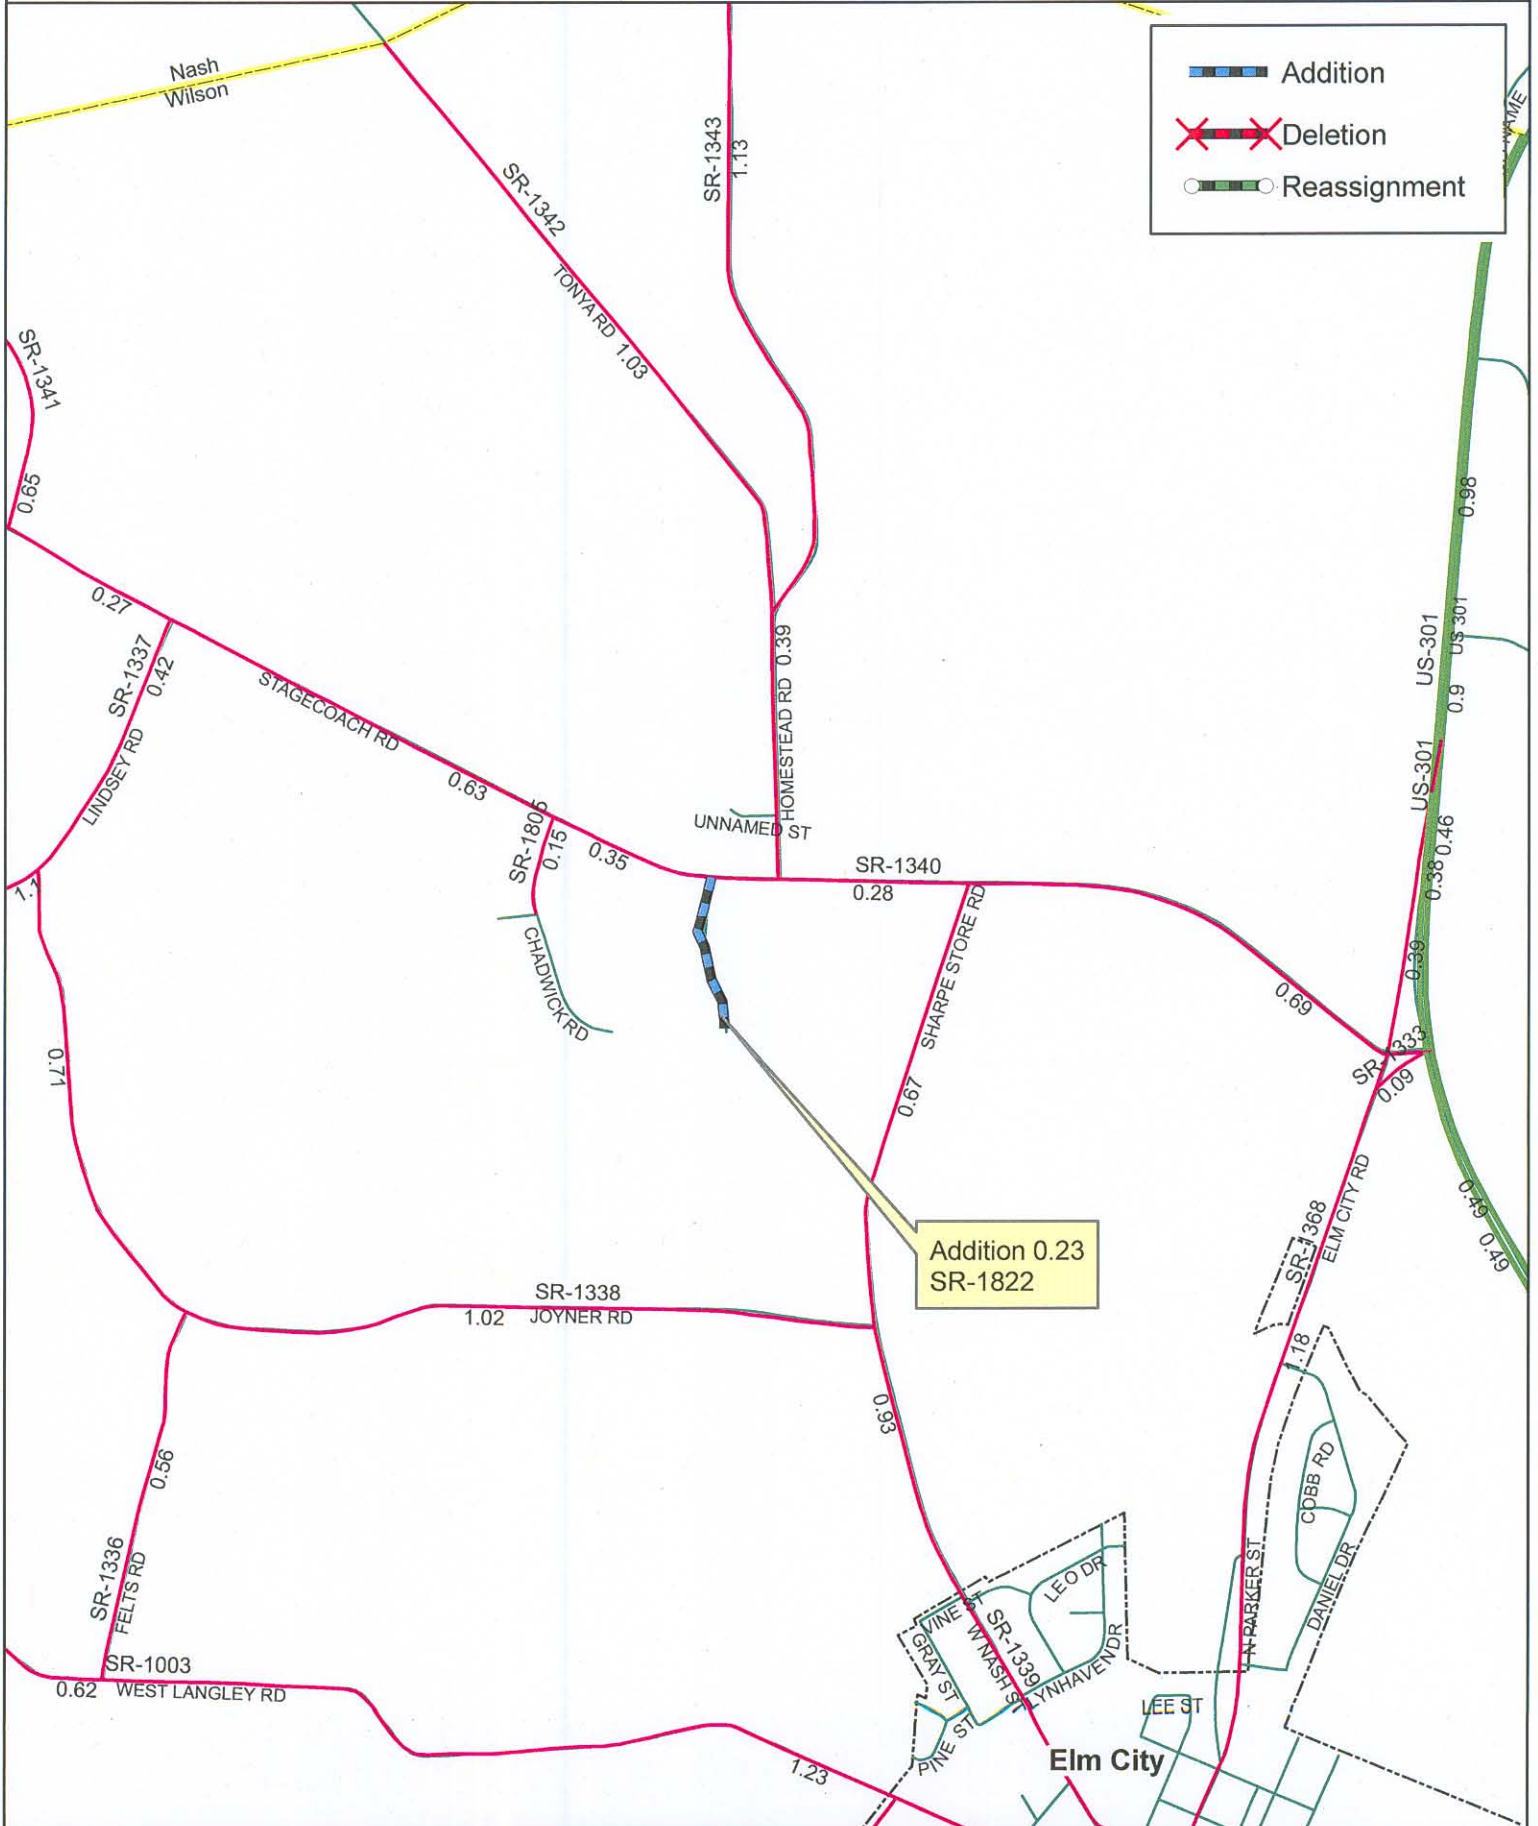 Nash
Wilson
Addition
Deletion
Reassignment
SR-1343
1.13
SR-1342
TONYA RD 1.03
SR-1341
0.65
0.98
0.27
SR-1337
0.42
LINDSEY RD
STAGECOACH RD
0.63
HOMESTEAD RD 0.39
US-301
US 301
0.9
US-301
0.46
0.38
0.39
UNNAMED ST
SR-1805
0.15
0.35
SR-1340
0.28
1.1
CHADWICK RD
SHARPE STORE RD
0.67
0.69
SR-1333
0.09
0.71
0.49
0.49
SR-1368
ELM CITY RD
Addition 0.23
SR-1822
SR-1338
1.02 JOYNER RD
1.18
0.93
0.56
COBB RD
DANIEL DR
SR-1336
FELTS RD
N PARKER ST
LEO DR
VINE ST
GRAY ST
W NASH ST
SR-1339
LYNHAVEN DR
SR-1003
0.62 WEST LANGLEY RD
PINE ST
LEE ST
Elm City
1.23